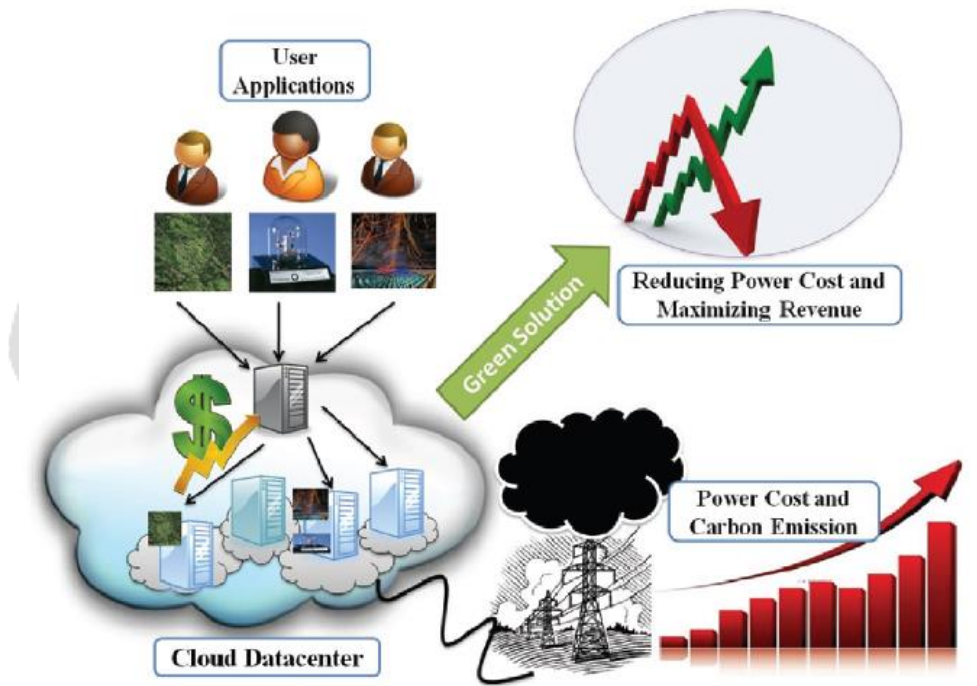 User
Applications
Reducing Power Cost and
Maximizing Revenue
Green Solution
$
Power Cost and
Carbon Emission
Cloud Datacenter